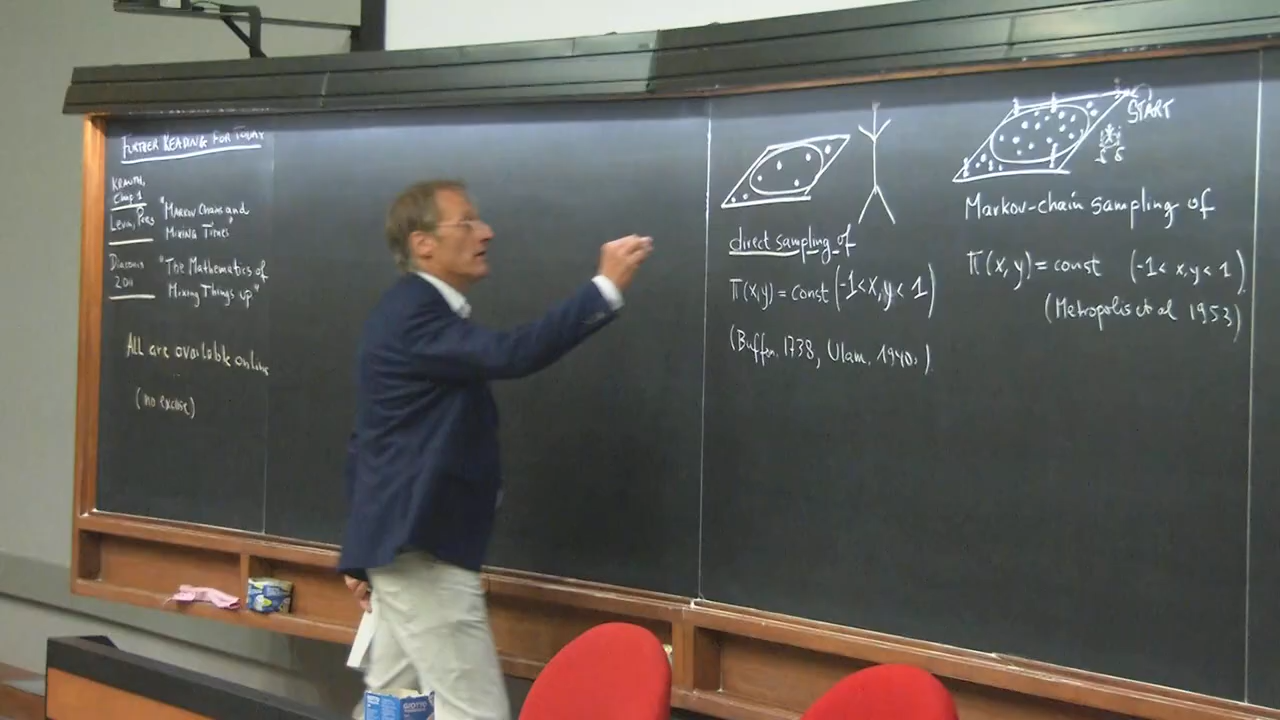 FURTHER READING FOR TODAY
KRAUTH,
Chap 1
Levin, Peres "MARKOV CHAINS AND
MIXING TIMES"
Diaconis "The Mathematics of
2011 Mixing Things up"
All are available online
(no excuse)
direct sampling of
π(x,y) = const (-1<x,y<1)
(Buffon, 1738, Ulam, 1940.)
START
Markov-chain sampling of
π(x,y) = const (-1<x,y<1)
(Metropolis et al 1953)
GIOTTO